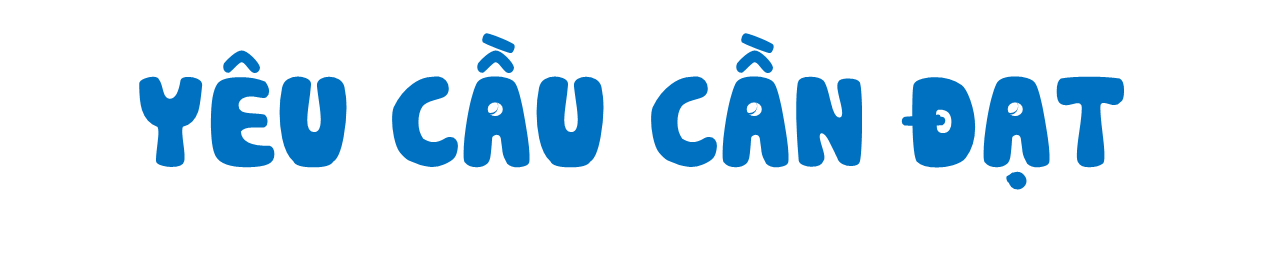 YÊU CẦU CẦN ĐẠT